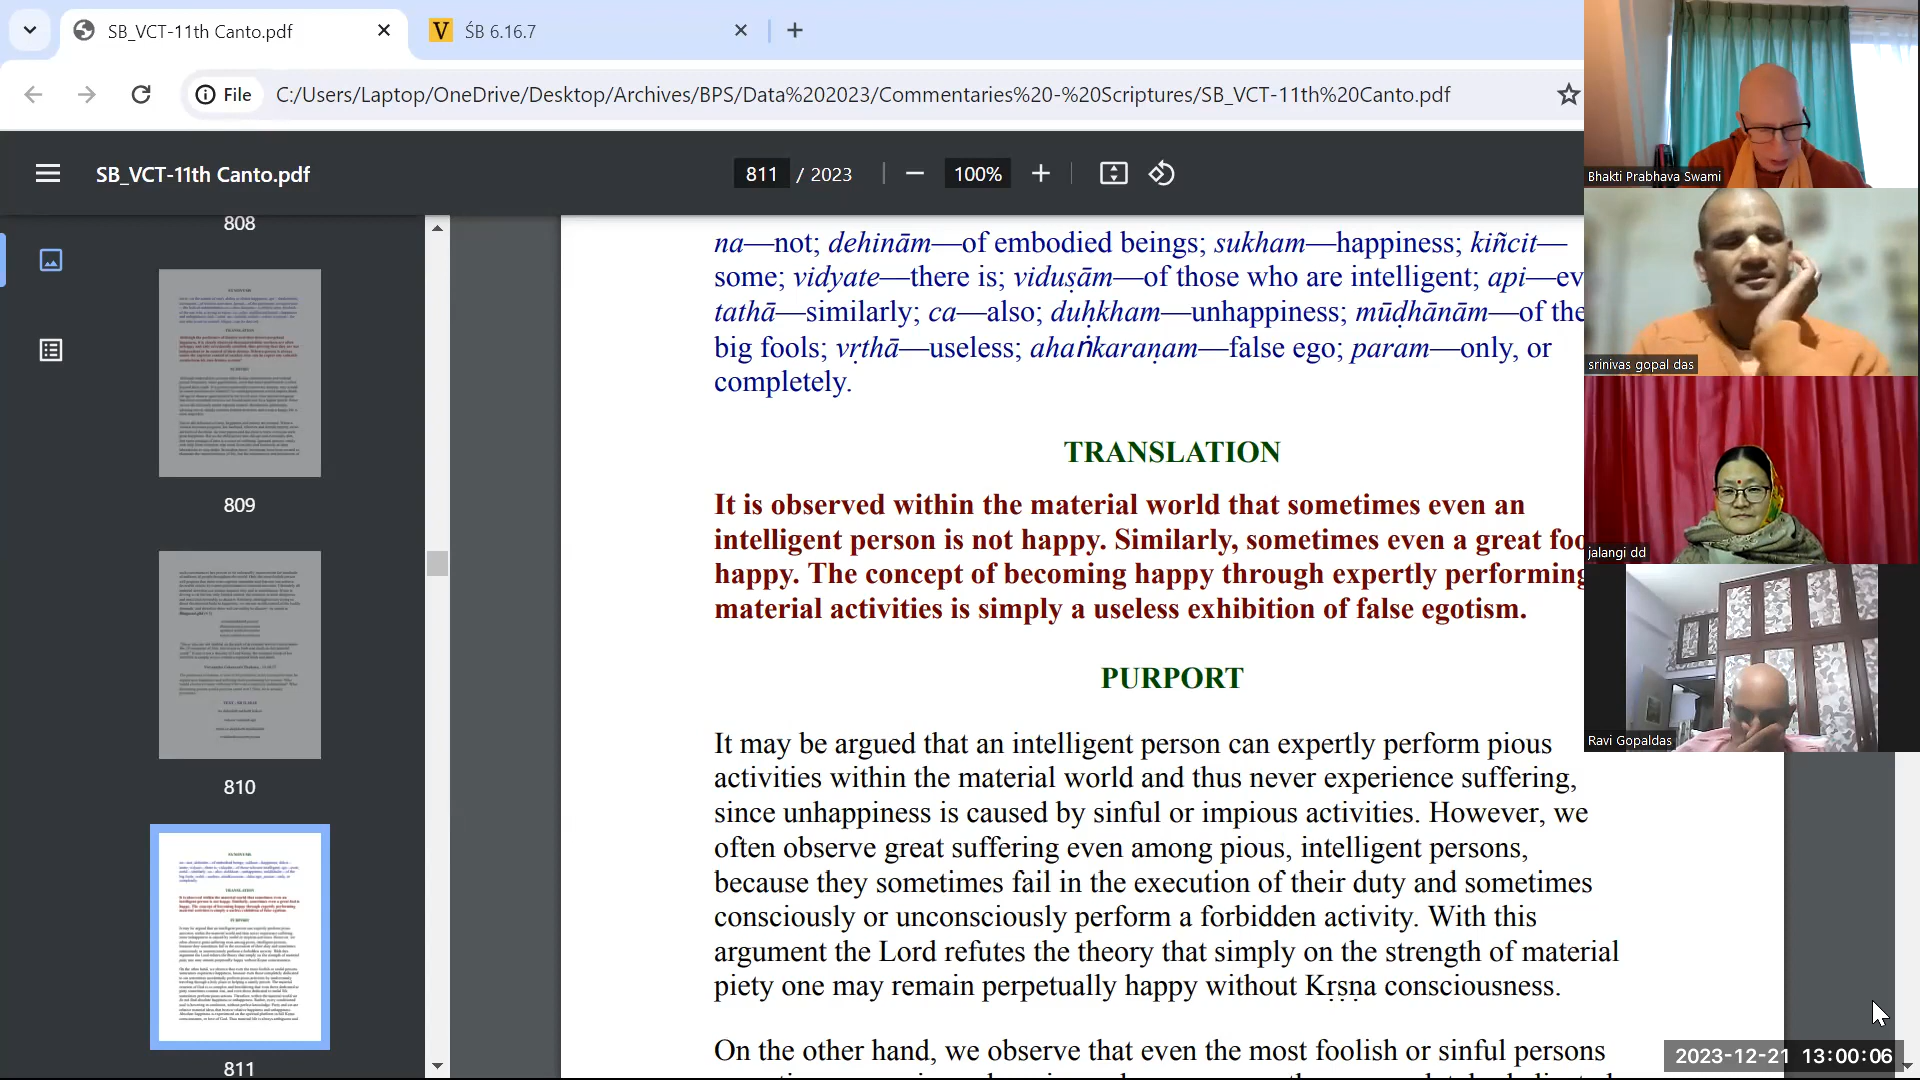 SB_VCT-11th Canto.pdf
V ŚB 6.16.7
File C:/Users/Laptop/OneDrive/Desktop/Archives/BPS/Data%202023/Commentaries%20-%20Scriptures/SB_VCT-11th%20Canto.pdf
SB_VCT-11th Canto.pdf
811 / 2023
100%
808
809
810
811
na—not; dehinām—of embodied beings; sukham—happiness; kiñcit—
some; vidyate—there is; viduṣām—of those who are intelligent; api—ev
tathā—similarly; ca—also; duḥkham—unhappiness; mūḍhānām—of the
big fools; vṛthā—useless; ahaṅkaraṇam—false ego; param—only, or
completely.
TRANSLATION
It is observed within the material world that sometimes even an
intelligent person is not happy. Similarly, sometimes even a great foo
happy. The concept of becoming happy through expertly performing
material activities is simply a useless exhibition of false egotism.
PURPORT
It may be argued that an intelligent person can expertly perform pious
activities within the material world and thus never experience suffering,
since unhappiness is caused by sinful or impious activities. However, we
often observe great suffering even among pious, intelligent persons,
because they sometimes fail in the execution of their duty and sometimes
consciously or unconsciously perform a forbidden activity. With this
argument the Lord refutes the theory that simply on the strength of material
piety one may remain perpetually happy without Kṛṣṇa consciousness.
On the other hand, we observe that even the most foolish or sinful persons
Bhakti Prabhava Swami
srinivas gopal das
jalangi dd
Ravi Gopaldas
2023-12-21 13:00:06